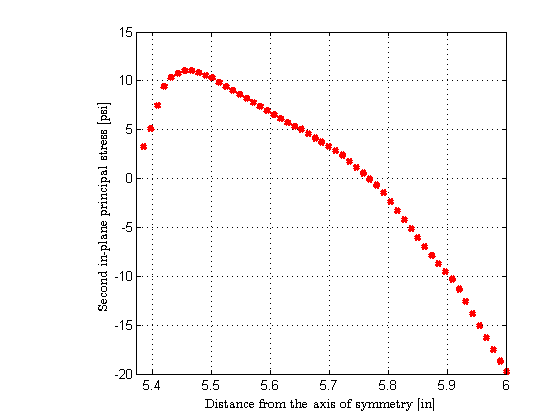 15
10
5
0
-5
-10
-15
-20
Second in-plane principal stress [psi]
5.4 5.5 5.6 5.7 5.8 5.9 6
Distance from the axis of symmetry [in]